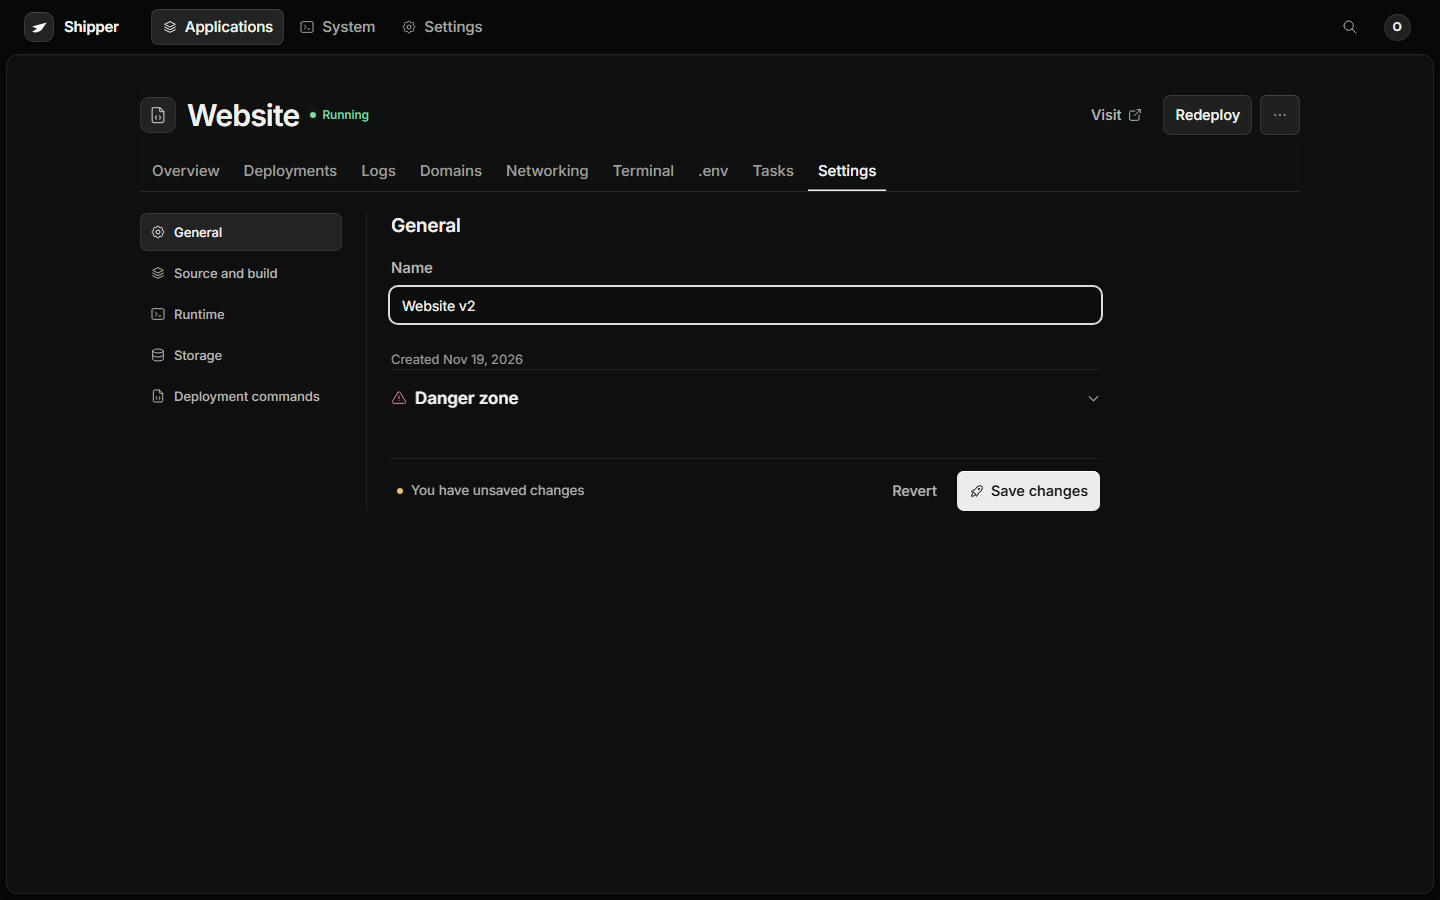 Shipper
Applications
System
Settings
O
Website
Running
Visit
Redeploy
Overview
Deployments
Logs
Domains
Networking
Terminal
.env
Tasks
Settings
General
Source and build
Runtime
Storage
Deployment commands
General
Name
Website v2
Created Nov 19, 2026
Danger zone
You have unsaved changes
Revert
Save changes